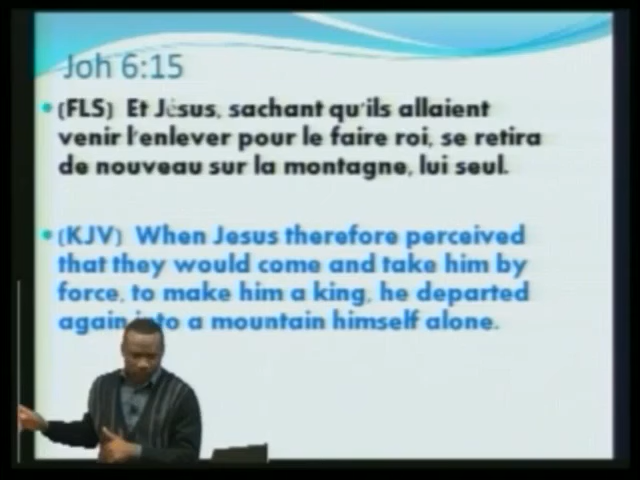 Joh 6:15
• (FLS) Et Jésus, sachant qu'ils allaient
venir l'enlever pour le faire roi, se retira
de nouveau sur la montagne, lui seul.
• (KJV) When Jesus therefore perceived
that they would come and take him by
force, to make him a king, he departed
again into a mountain himself alone.